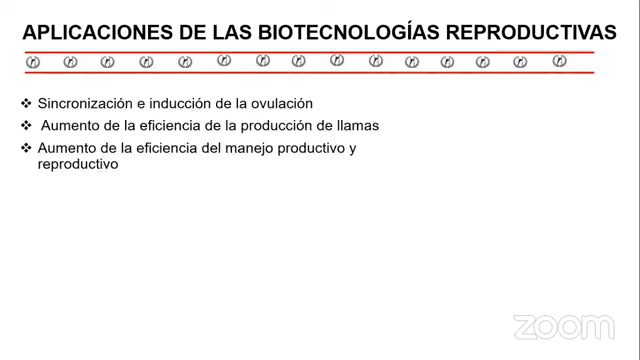 APLICACIONES DE LAS BIOTECNOLOGÍAS REPRODUCTIVAS
❖ Sincronización e inducción de la ovulación
❖ Aumento de la eficiencia de la producción de llamas
❖ Aumento de la eficiencia del manejo productivo y
reproductivo
zoom